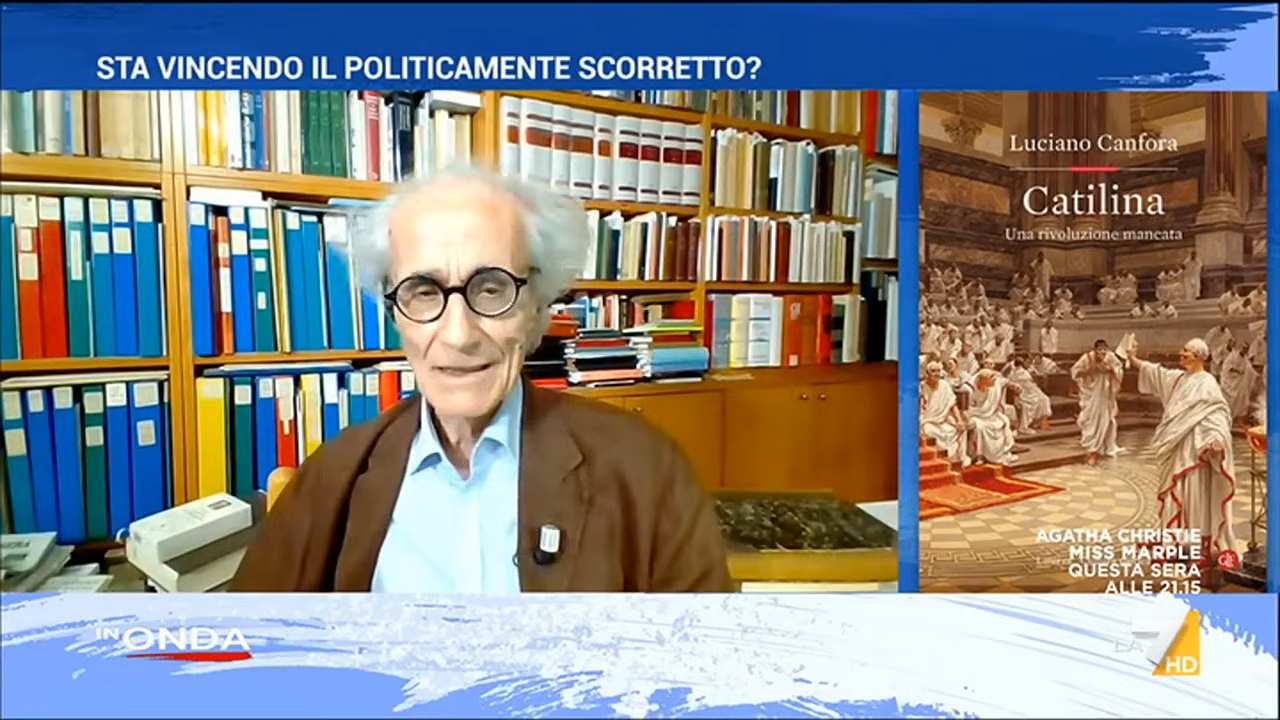 STA VINCENDO IL POLITICAMENTE SCORRETTO?
Luciano Canfora
Catilina
Una rivoluzione mancata
AGATHA CHRISTIE
MISS MARPLE
QUESTA SERA
ALLE 21.15
IN ONDA
LA7
HD